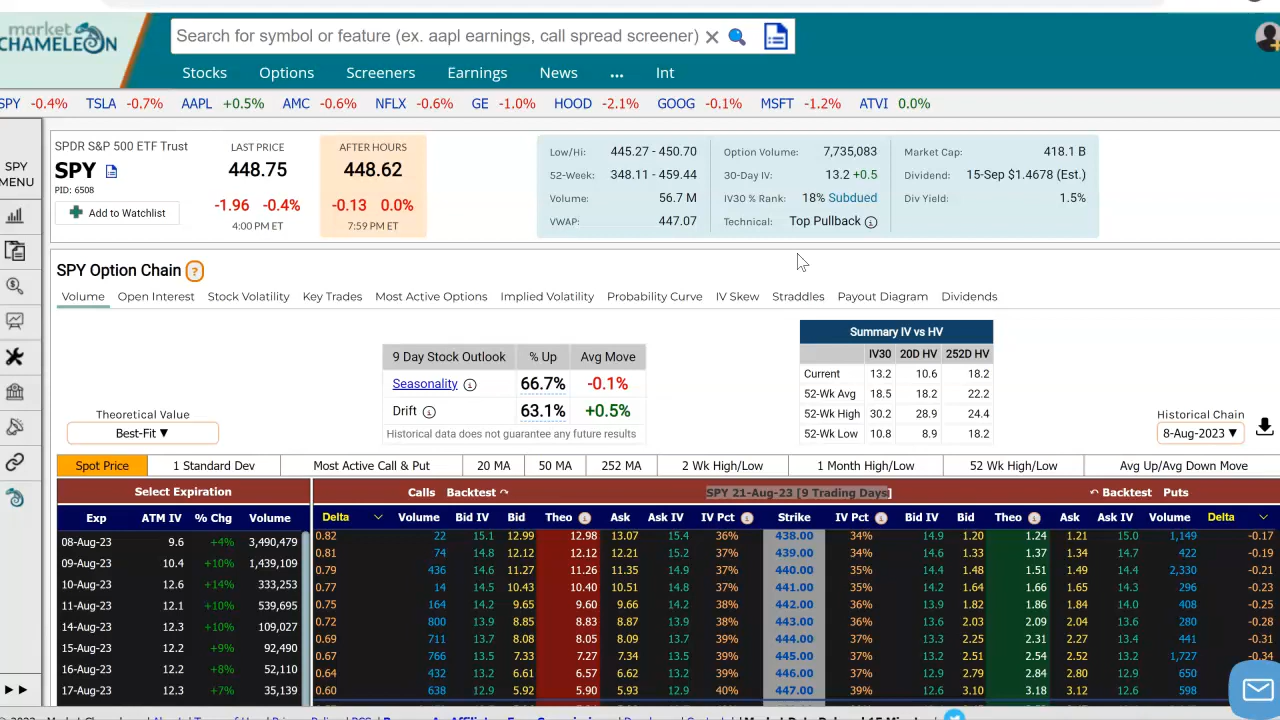 market
CHAMELEON
Search for symbol or feature (ex. aapl earnings, call spread screener)
Stocks Options Screeners Earnings News ... Int
SPY -0.4% TSLA -0.7% AAPL +0.5% AMC -0.6% NFLX -0.6% GE -1.0% HOOD -2.1% GOOG -0.1% MSFT -1.2% ATVI 0.0%
SPY
MENU
SPDR S&P 500 ETF Trust
SPY
PID: 6508
Add to Watchlist
LAST PRICE
448.75
-1.96 -0.4%
4:00 PM ET
AFTER HOURS
448.62
-0.13 0.0%
7:59 PM ET
Low/Hi: 445.27 - 450.70
52-Week: 348.11 - 459.44
Volume: 56.7 M
VWAP: 447.07
Option Volume: 7,735,083
30-Day IV: 13.2 +0.5
IV30 % Rank: 18% Subdued
Technical: Top Pullback
Market Cap: 418.1 B
Dividend: 15-Sep $1.4678 (Est.)
Div Yield: 1.5%
SPY Option Chain ?
Volume Open Interest Stock Volatility Key Trades Most Active Options Implied Volatility Probability Curve IV Skew Straddles Payout Diagram Dividends
Theoretical Value
Best-Fit ▼
9 Day Stock Outlook % Up Avg Move
Seasonality 66.7% -0.1%
Drift 63.1% +0.5%
Historical data does not guarantee any future results
Summary IV vs HV
IV30 20D HV 252D HV
Current 13.2 10.6 18.2
52-Wk Avg 18.5 18.2 22.2
52-Wk High 30.2 28.9 24.4
52-Wk Low 10.8 8.9 18.2
Historical Chain
8-Aug-2023 ▼
Spot Price 1 Standard Dev Most Active Call & Put 20 MA 50 MA 252 MA 2 Wk High/Low 1 Month High/Low 52 Wk High/Low Avg Up/Avg Down Move
Select Expiration
Exp ATM IV % Chg Volume
08-Aug-23 9.6 +4% 3,490,479
09-Aug-23 10.4 +10% 1,439,109
10-Aug-23 12.6 +14% 333,253
11-Aug-23 12.1 +10% 539,695
14-Aug-23 12.3 +10% 109,027
15-Aug-23 12.2 +9% 92,490
16-Aug-23 12.2 +8% 52,110
17-Aug-23 12.3 +7% 35,139
Calls Backtest SPY 21-Aug-23 [9 Trading Days] Backtest Puts
Delta Volume Bid IV Bid Theo Ask Ask IV IV Pct Strike IV Pct Bid IV Bid Theo Ask Ask IV Volume Delta
0.82 22 15.1 12.99 12.98 13.07 15.4 36% 438.00 34% 14.9 1.20 1.24 1.21 15.0 1,149 -0.17
0.81 74 14.8 12.12 12.12 12.21 15.2 37% 439.00 34% 14.6 1.33 1.37 1.34 14.7 422 -0.19
0.79 436 14.6 11.27 11.26 11.35 14.9 37% 440.00 35% 14.4 1.48 1.51 1.49 14.4 2,330 -0.21
0.77 14 14.5 10.43 10.40 10.51 14.8 37% 441.00 35% 14.2 1.64 1.66 1.65 14.3 296 -0.23
0.75 164 14.2 9.65 9.60 9.66 14.2 38% 442.00 36% 13.9 1.82 1.86 1.84 14.0 408 -0.25
0.72 800 13.9 8.85 8.83 8.87 13.9 38% 443.00 36% 13.6 2.03 2.09 2.04 13.6 280 -0.28
0.69 711 13.7 8.08 8.05 8.09 13.7 39% 444.00 37% 13.3 2.25 2.31 2.27 13.4 441 -0.31
0.67 766 13.5 7.33 7.27 7.34 13.5 39% 445.00 37% 13.2 2.51 2.54 2.52 13.2 1,727 -0.34
0.64 432 13.2 6.61 6.57 6.62 13.2 39% 446.00 36% 12.9 2.79 2.84 2.80 12.9 650
0.60 638 12.9 5.92 5.90 5.93 12.9 40% 447.00 39% 12.6 3.10 3.18 3.12 12.6 598